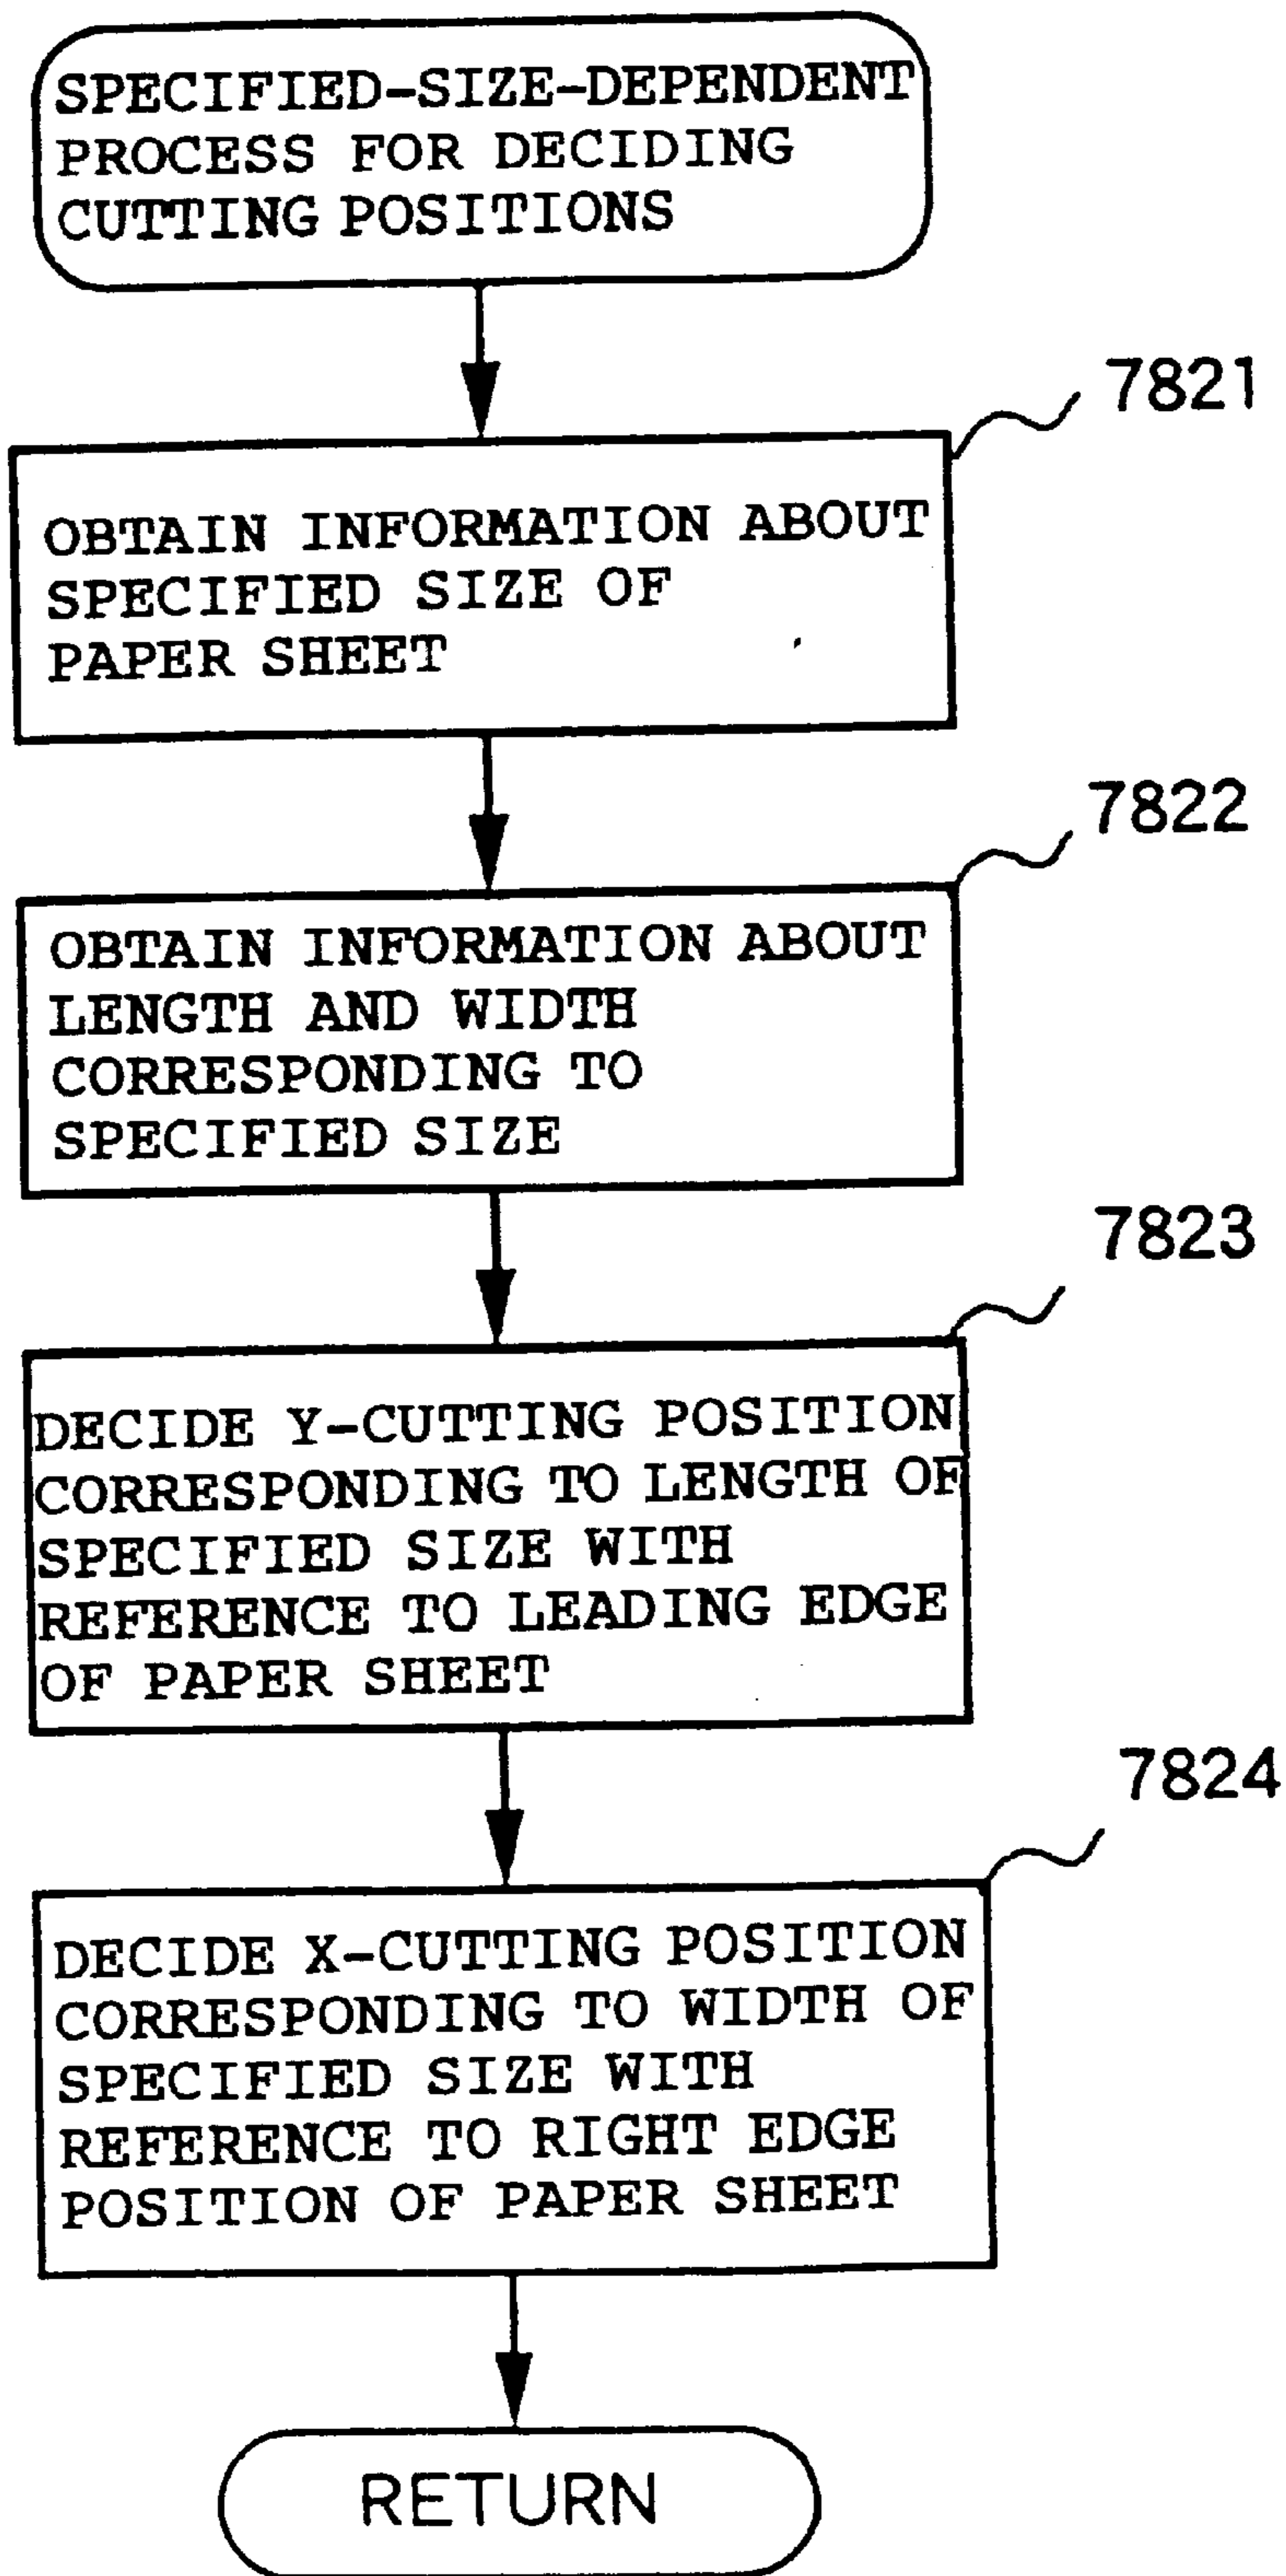 SPECIFIED-SIZE-DEPENDENT
PROCESS FOR DECIDING
CUTTING POSITIONS
7821
OBTAIN INFORMATION ABOUT
SPECIFIED SIZE OF
PAPER SHEET
7822
OBTAIN INFORMATION ABOUT
LENGTH AND WIDTH
CORRESPONDING TO
SPECIFIED SIZE
7823
DECIDE Y-CUTTING POSITION
CORRESPONDING TO LENGTH OF
SPECIFIED SIZE WITH
REFERENCE TO LEADING EDGE
OF PAPER SHEET
7824
DECIDE X-CUTTING POSITION
CORRESPONDING TO WIDTH OF
SPECIFIED SIZE WITH
REFERENCE TO RIGHT EDGE
POSITION OF PAPER SHEET
RETURN